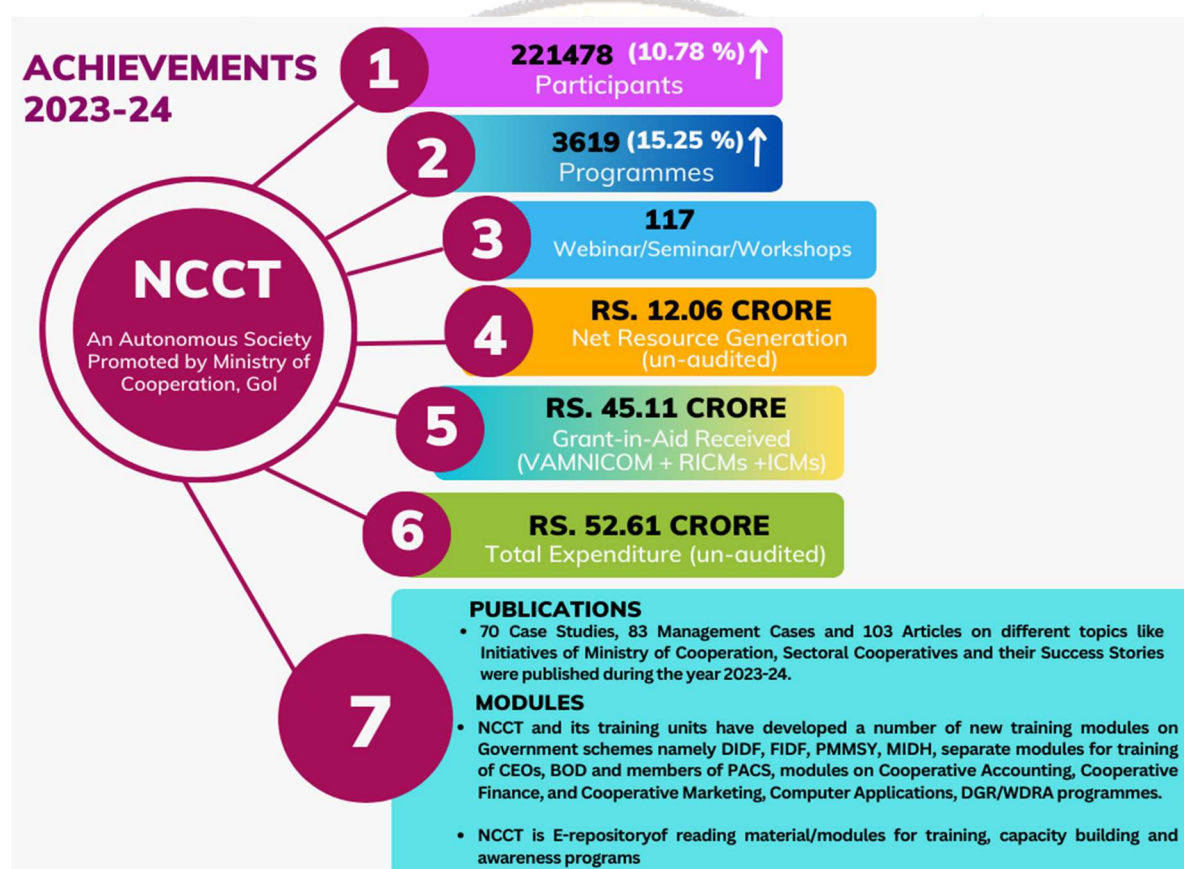 ACHIEVEMENTS
2023-24
1
221478 (10.78 %)↑
Participants
2
3619 (15.25 %)↑
Programmes
3
117
Webinar/Seminar/Workshops
NCCT
An Autonomous Society
Promoted by Ministry of
Cooperation, GoI
4
RS. 12.06 CRORE
Net Resource Generation
(un-audited)
5
RS. 45.11 CRORE
Grant-in-Aid Received
(VAMNICOM + RICMs +ICMs)
6
RS. 52.61 CRORE
Total Expenditure (un-audited)
7
PUBLICATIONS
• 70 Case Studies, 83 Management Cases and 103 Articles on different topics like
Initiatives of Ministry of Cooperation, Sectoral Cooperatives and their Success Stories
were published during the year 2023-24.
MODULES
• NCCT and its training units have developed a number of new training modules on
Government schemes namely DIDF, FIDF, PMMSY, MIDH, separate modules for training
of CEOs, BOD and members of PACS, modules on Cooperative Accounting, Cooperative
Finance, and Cooperative Marketing, Computer Applications, DGR/WDRA programmes.
• NCCT is E-repositoryof reading material/modules for training, capacity building and
awareness programs